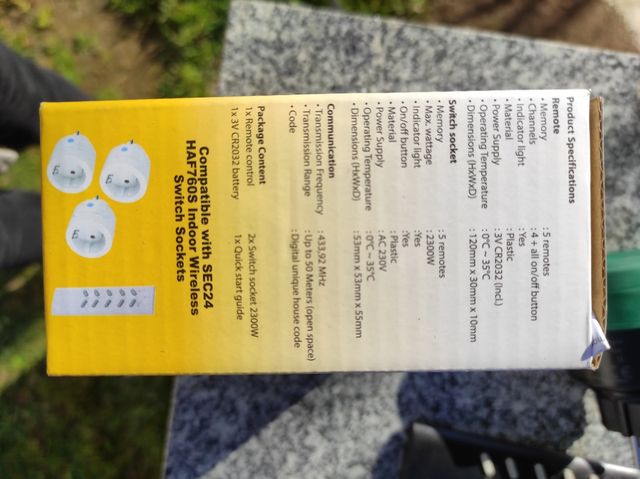 Product Specifications
Remote
· Memory : 5 remotes
· Channels : 4 + all on/off button
· Indicator light : Yes
· Material : Plastic
· Power Supply : 3V CR2032 (Incl.)
· Operating Temperature : 0°C ~ 35°C
· Dimensions (HxWxD) : 120mm x 30mm x 10mm
Switch socket
· Memory : 5 remotes
· Max. wattage : 2300W
· Indicator light :Yes
· On/off button :Yes
· Material : Plastic
· Power Supply : AC 230V
· Operating Temperature : 0°C ~ 35°C
· Dimensions (HxWxD) : 53mm x 53mm x 55mm
Communication
· Transmission Frequency : 433,92 MHz
· Transmission Range : Up to 50 Meters (open space)
· Code : Digital unique house code
Package Content
1x Remote control 2x Switch socket 2300W
1x 3V CR2032 battery 1x Quick start guide
Compatible with SEC24
HAF760S Indoor Wireless
Switch Sockets